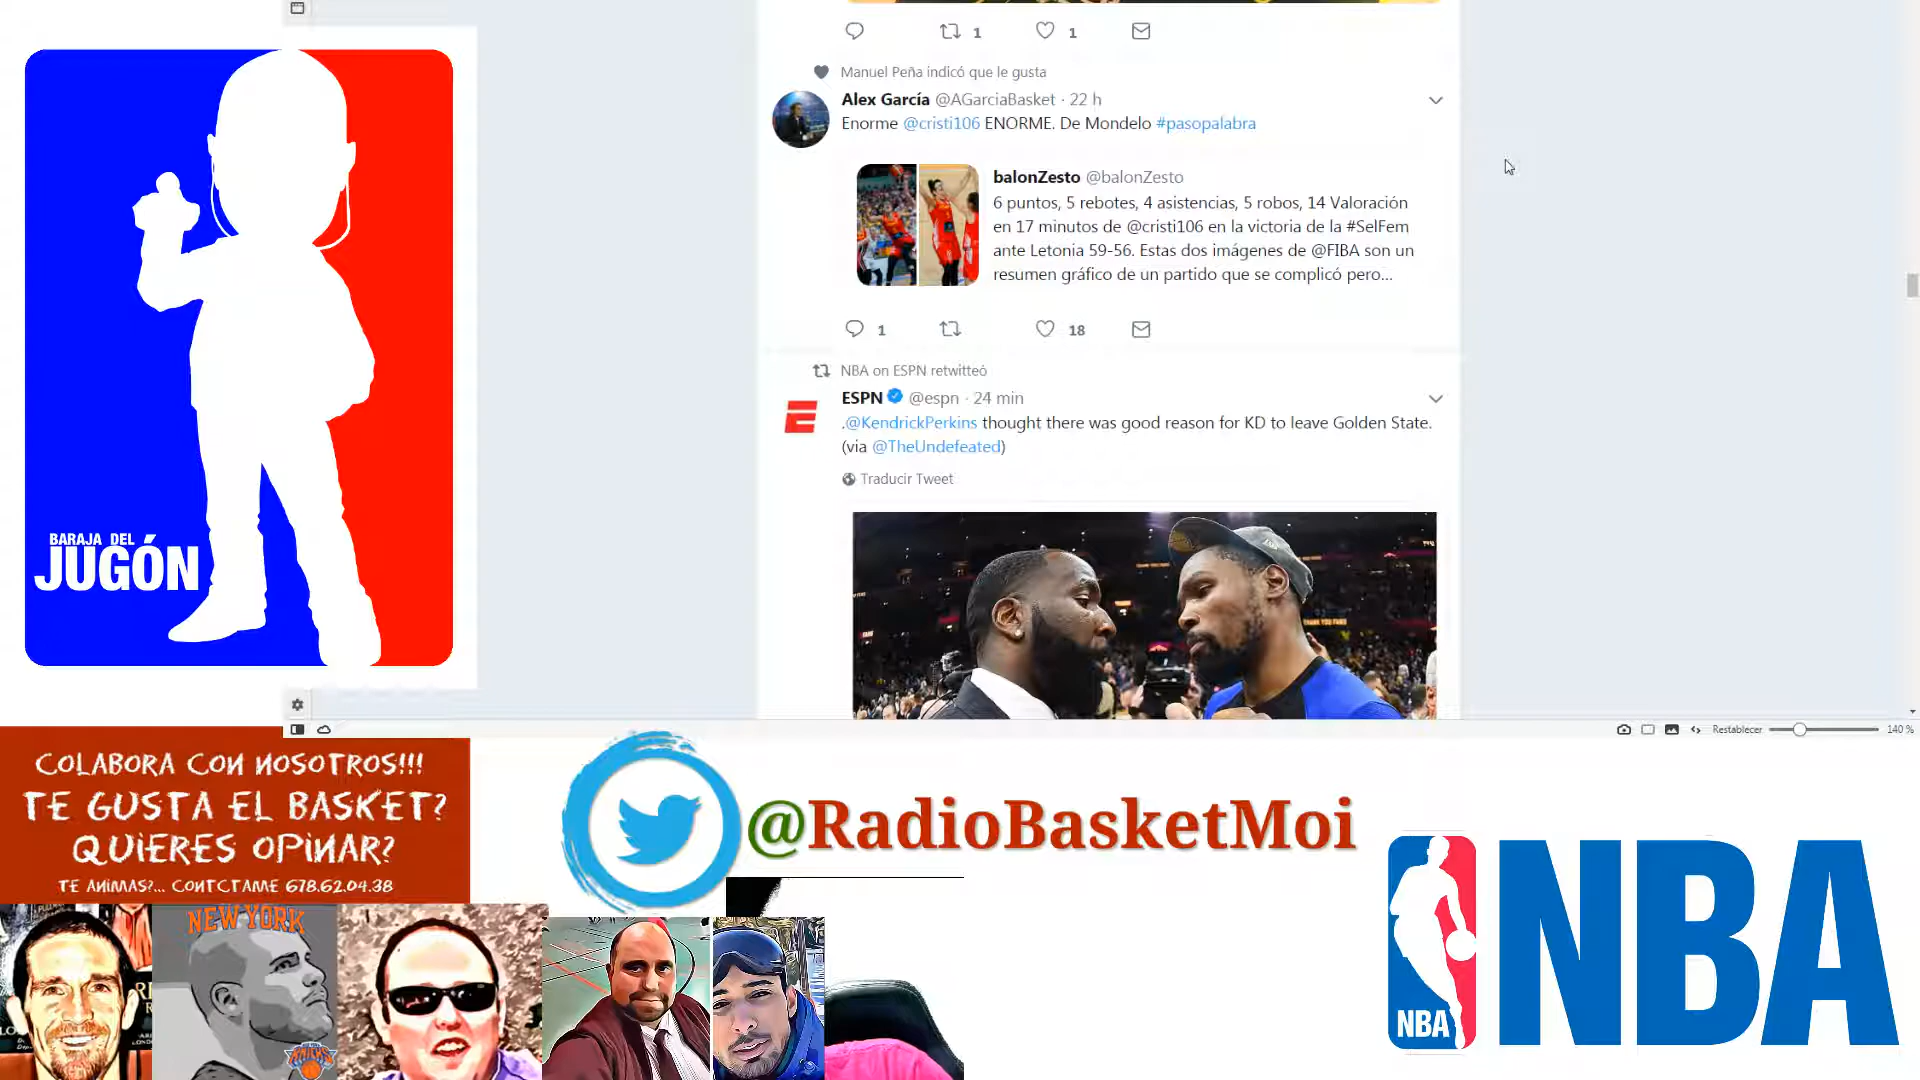 1 1
Manuel Peña indicó que le gusta
Alex García @AGarciaBasket · 22 h
Enorme @cristi106 ENORME. De Mondelo #pasopalabra
balonZesto @balonZesto
6 puntos, 5 rebotes, 4 asistencias, 5 robos, 14 Valoración
en 17 minutos de @cristi106 en la victoria de la #SelFem
ante Letonia 59-56. Estas dos imágenes de @FIBA son un
resumen gráfico de un partido que se complicó pero...
1 18
NBA on ESPN retwitteó
ESPN @espn · 24 min
.@KendrickPerkins thought there was good reason for KD to leave Golden State.
(via @TheUndefeated)
Traducir Tweet
BARAJA DEL
JUGÓN
Restablecer 140 %
COLABORA CON NOSOTROS!!!
TE GUSTA EL BASKET?
QUIERES OPINAR?
TE ANIMAS?... CONTCTAME 678.62.04.38
@RadioBasketMoi
NEW YORK
KNICKS
NBA
NBA